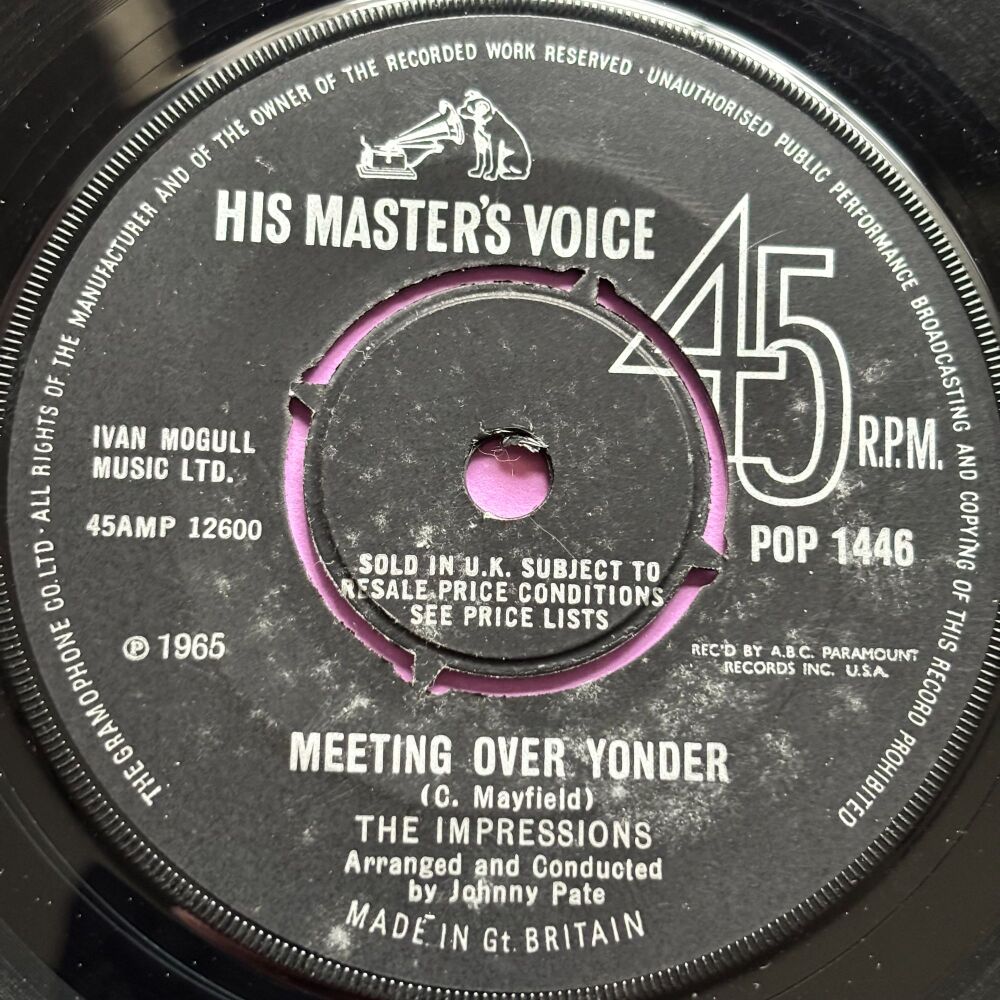 THE GRAMOPHONE CO. LTD · ALL RIGHTS OF THE MANUFACTURER AND OF THE OWNER OF THE RECORDED WORK RESERVED · UNAUTHORISED PUBLIC PERFORMANCE BROADCASTING AND COPYING OF THIS RECORD PROHIBITED
HIS MASTER'S VOICE
45
R.P.M.
IVAN MOGULL
MUSIC LTD.
45AMP 12600
POP 1446
SOLD IN U.K. SUBJECT TO
RESALE PRICE CONDITIONS
SEE PRICE LISTS
℗ 1965
REC'D BY A.B.C. PARAMOUNT
RECORDS INC. U.S.A.
MEETING OVER YONDER
(C. Mayfield)
THE IMPRESSIONS
Arranged and Conducted
by Johnny Pate
MADE IN Gt. BRITAIN